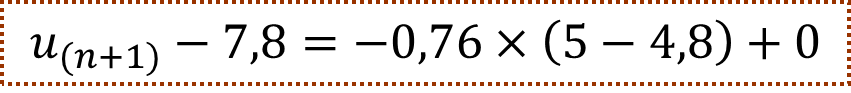 u₍ₙ₊₁₎ − 7,8 = −0,76 × (5 − 4,8) + 0